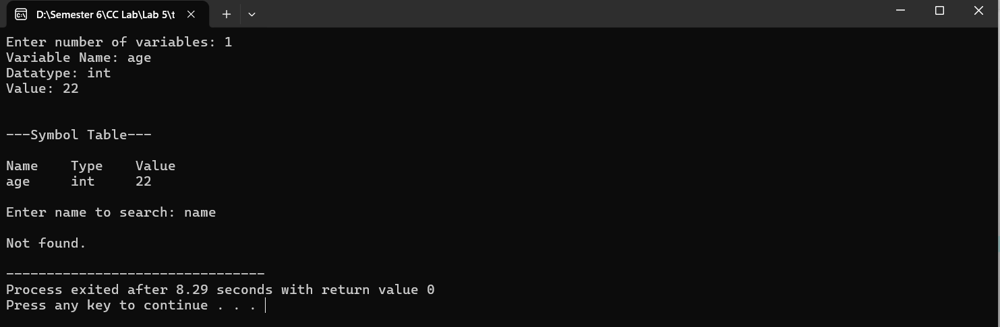 D:\Semester 6\CC Lab\Lab 5\t
Enter number of variables: 1
Variable Name: age
Datatype: int
Value: 22
---Symbol Table---
Name    Type    Value
age     int     22
Enter name to search: name
Not found.
--------------------------------
Process exited after 8.29 seconds with return value 0
Press any key to continue . . .